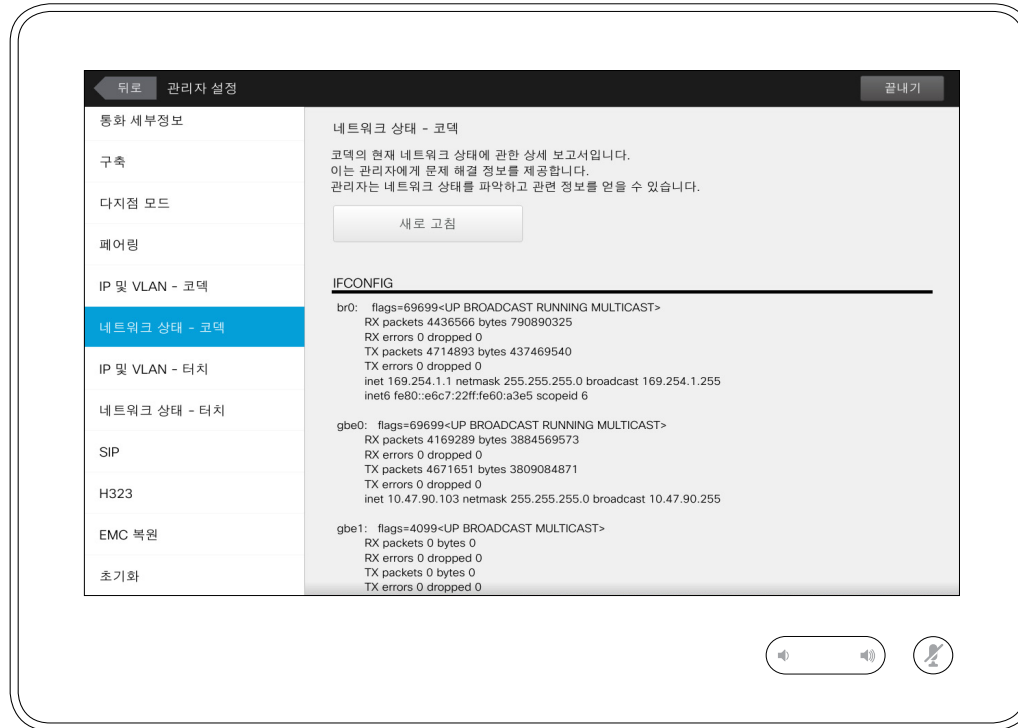 뒤로 관리자 설정 끝내기
통화 세부정보
구축
다지점 모드
페어링
IP 및 VLAN – 코덱
네트워크 상태 – 코덱
IP 및 VLAN – 터치
네트워크 상태 – 터치
SIP
H323
EMC 복원
초기화
네트워크 상태 – 코덱
코덱의 현재 네트워크 상태에 관한 상세 보고서입니다.
이는 관리자에게 문제 해결 정보를 제공합니다.
관리자는 네트워크 상태를 파악하고 관련 정보를 얻을 수 있습니다.
새로 고침
IFCONFIG
br0: flags=69699<UP BROADCAST RUNNING MULTICAST>
RX packets 4436566 bytes 790890325
RX errors 0 dropped 0
TX packets 4714893 bytes 437469540
TX errors 0 dropped 0
inet 169.254.1.1 netmask 255.255.255.0 broadcast 169.254.1.255
inet6 fe80::e6c7:22ff:fe60:a3e5 scopeid 6
gbe0: flags=69699<UP BROADCAST RUNNING MULTICAST>
RX packets 4169289 bytes 3884569573
RX errors 0 dropped 0
TX packets 4671651 bytes 3809084871
TX errors 0 dropped 0
inet 10.47.90.103 netmask 255.255.255.0 broadcast 10.47.90.255
gbe1: flags=4099<UP BROADCAST MULTICAST>
RX packets 0 bytes 0
RX errors 0 dropped 0
TX packets 0 bytes 0
TX errors 0 dropped 0